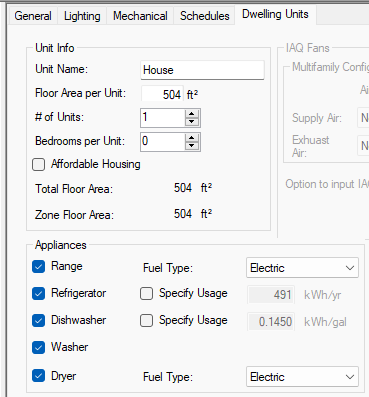 General Lighting Mechanical Schedules Dwelling Units
Unit Info
Unit Name: House
Floor Area per Unit: 504 ft²
# of Units: 1
Bedrooms per Unit: 0
Affordable Housing
Total Floor Area: 504 ft²
Zone Floor Area: 504 ft²
IAQ Fans
Multifamily Config
Supply Air:
Exhuast
Air:
Option to input IA
Appliances
Range Fuel Type: Electric
Refrigerator Specify Usage 491 kWh/yr
Dishwasher Specify Usage 0.1450 kWh/gal
Washer
Dryer Fuel Type: Electric